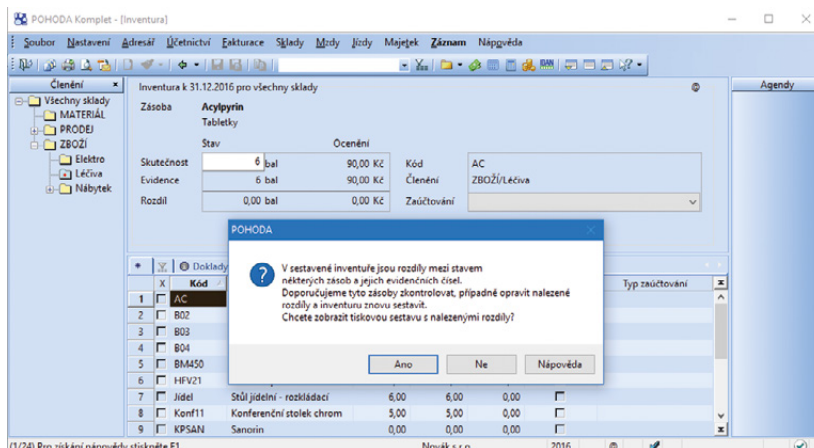 POHODA Komplet - [Inventura]
Soubor Nastavení Adresář Účetnictví Fakturace Sklady Mzdy Jízdy Majetek Záznam Nápověda
Členění x
Agendy
Všechny sklady
MATERIÁL
PRODEJ
ZBOŽÍ
Elektro
Léčiva
Nábytek
Inventura k 31.12.2016 pro všechny sklady
Zásoba Acylpyrin
Tabletky
Stav Ocenění
Skutečnost 6 bal 90,00 Kč Kód AC
Evidence 6 bal 90,00 Kč Členění ZBOŽÍ/Léčiva
Rozdíl 0,00 bal 0,00 Kč Zaúčtování
POHODA
V sestavené inventuře jsou rozdíly mezi stavem
některých zásob a jejich evidenčních čísel.
Doporučujeme tyto zásoby zkontrolovat, případně opravit nalezené
rozdíly a inventuru znovu sestavit.
Chcete zobrazit tiskovou sestavu s nalezenými rozdíly?
Ano Ne Nápověda
Doklady
X Kód Typ zaúčtování
1 AC
2 B02
3 B03
4 B04
5 BM450
6 HFV21
7 Jídel Stůl jídelní - rozkládací 6,00 6,00 0,00
8 Konf11 Konferenční stolek chrom 5,00 5,00 0,00
9 KPSAN Sanorin 0,00 0,00 0,00
(1/24) Pro získání nápovědy stiskněte F1. Novák s.r.o. 2016